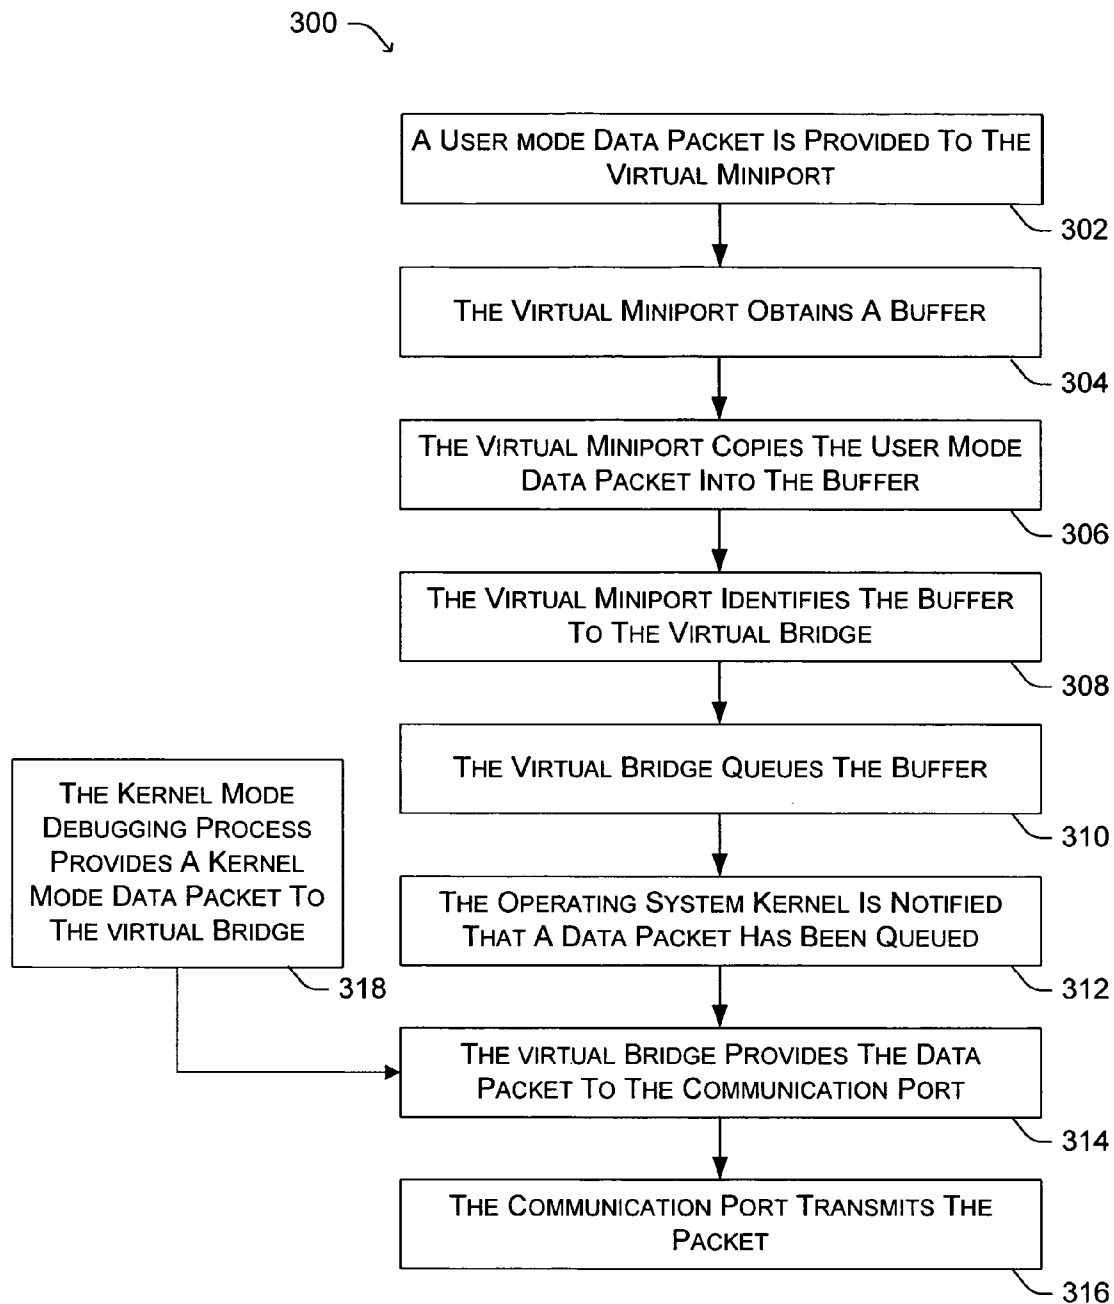 300
A USER MODE DATA PACKET IS PROVIDED TO THE
VIRTUAL MINIPORT
302
THE VIRTUAL MINIPORT OBTAINS A BUFFER
304
THE VIRTUAL MINIPORT COPIES THE USER MODE
DATA PACKET INTO THE BUFFER
306
THE VIRTUAL MINIPORT IDENTIFIES THE BUFFER
TO THE VIRTUAL BRIDGE
308
THE VIRTUAL BRIDGE QUEUES THE BUFFER
310
THE KERNEL MODE
DEBUGGING PROCESS
PROVIDES A KERNEL
MODE DATA PACKET TO
THE VIRTUAL BRIDGE
318
THE OPERATING SYSTEM KERNEL IS NOTIFIED
THAT A DATA PACKET HAS BEEN QUEUED
312
THE VIRTUAL BRIDGE PROVIDES THE DATA
PACKET TO THE COMMUNICATION PORT
314
THE COMMUNICATION PORT TRANSMITS THE
PACKET
316